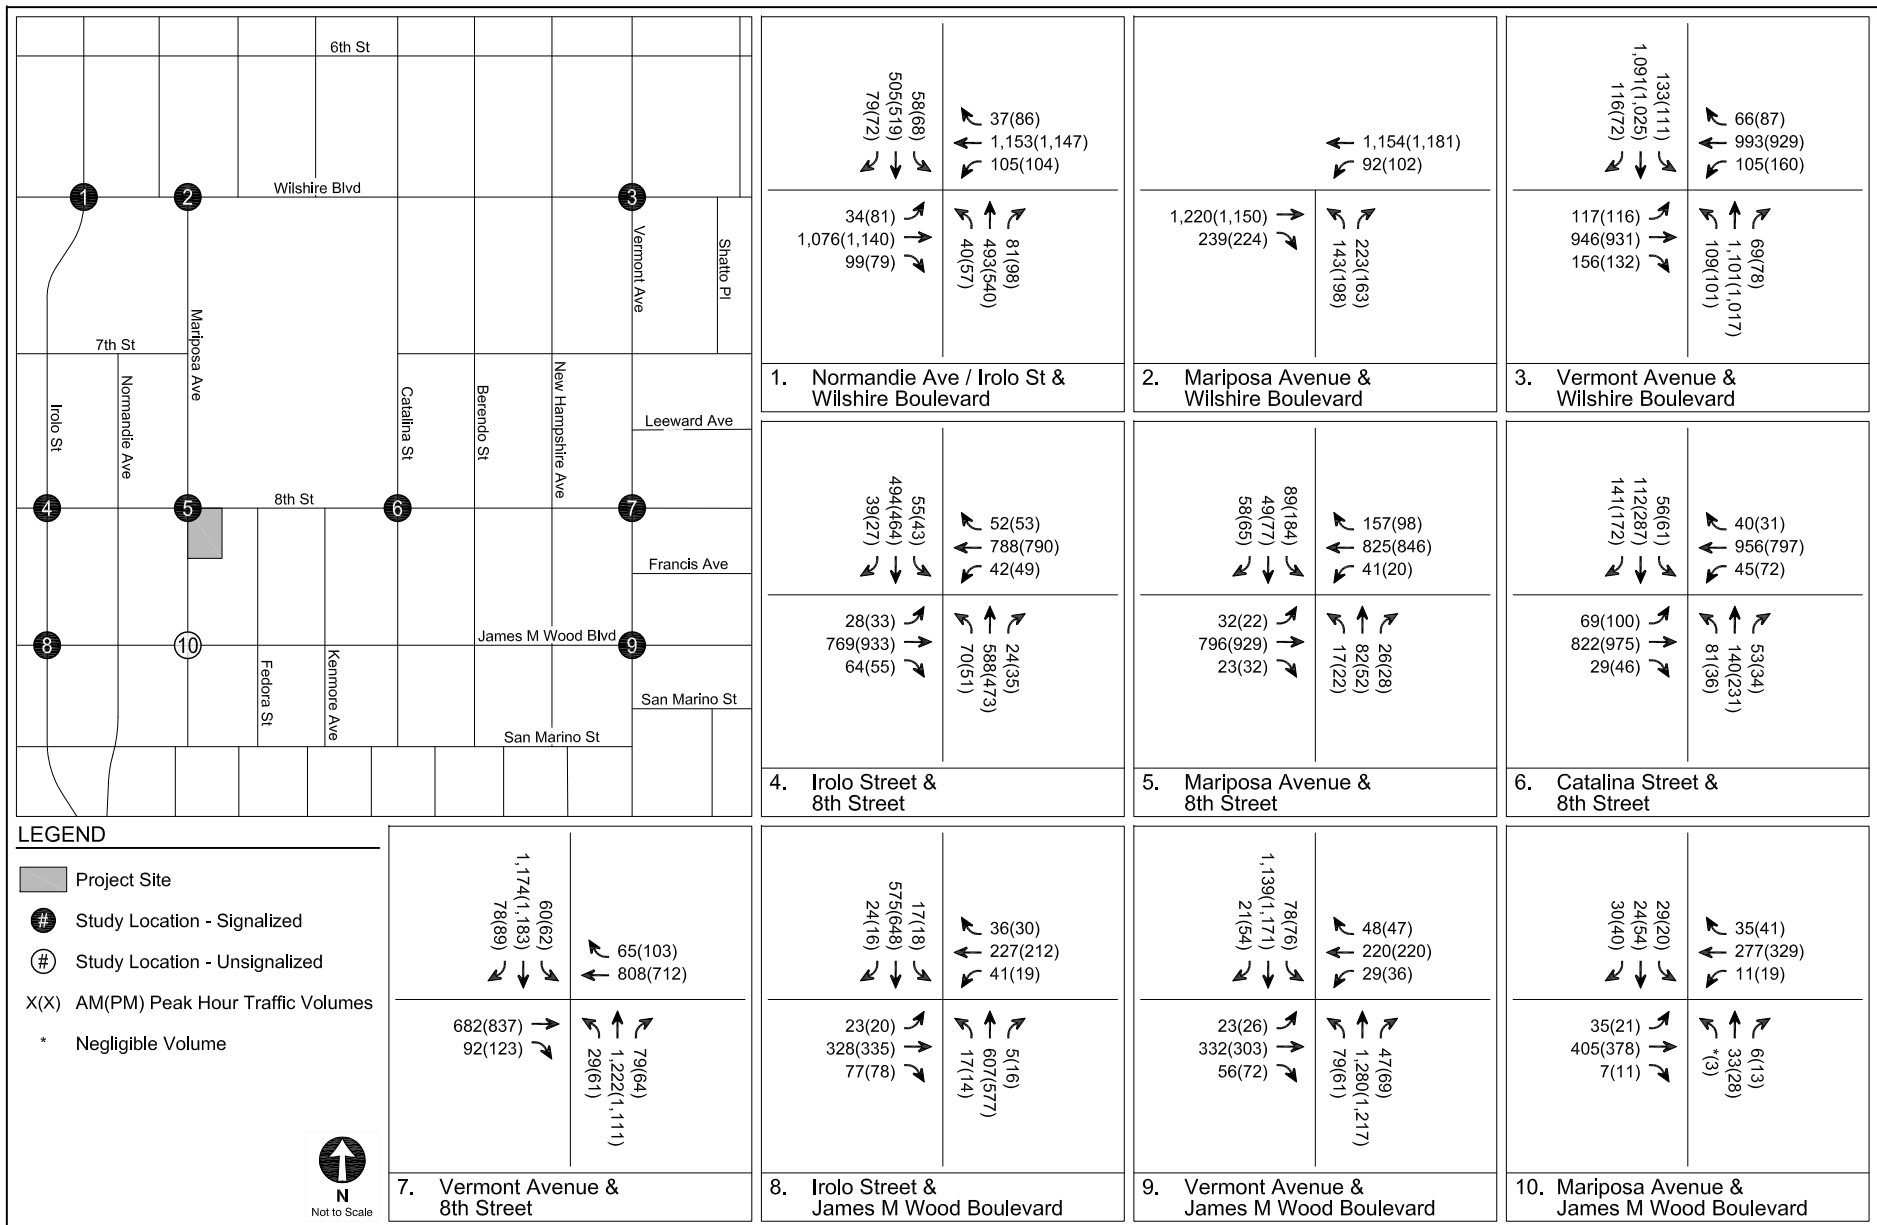 6th St
Wilshire Blvd
1
2
3
Vermont Ave
Shatto Pl
Mariposa Ave
7th St
Irolo St
Normandie Ave
Catalina St
Berendo St
New Hampshire Ave
Leeward Ave
8th St
4
5
6
7
Francis Ave
James M Wood Blvd
8
10
9
Fedora St
Kenmore Ave
San Marino St
San Marino St
79(72)
505(519)
58(68)
37(86)
1,153(1,147)
105(104)
34(81)
1,076(1,140)
99(79)
40(57)
493(540)
81(98)
1. Normandie Ave / Irolo St &
Wilshire Boulevard
1,154(1,181)
92(102)
1,220(1,150)
239(224)
143(198)
223(163)
2. Mariposa Avenue &
Wilshire Boulevard
116(72)
1,091(1,025)
133(111)
66(87)
993(929)
105(160)
117(116)
946(931)
156(132)
109(101)
1,101(1,017)
69(78)
3. Vermont Avenue &
Wilshire Boulevard
39(27)
494(464)
55(43)
52(53)
788(790)
42(49)
28(33)
769(933)
64(55)
70(51)
588(473)
24(35)
4. Irolo Street &
8th Street
58(65)
49(77)
89(184)
157(98)
825(846)
41(20)
32(22)
796(929)
23(32)
17(22)
82(52)
26(28)
5. Mariposa Avenue &
8th Street
141(172)
112(287)
56(61)
40(31)
956(797)
45(72)
69(100)
822(975)
29(46)
81(36)
140(231)
53(34)
6. Catalina Street &
8th Street
LEGEND
Project Site
# Study Location - Signalized
# Study Location - Unsignalized
X(X) AM(PM) Peak Hour Traffic Volumes
* Negligible Volume
N
Not to Scale
78(89)
1,174(1,183)
60(62)
65(103)
808(712)
682(837)
92(123)
29(61)
1,222(1,111)
79(64)
7. Vermont Avenue &
8th Street
24(16)
575(648)
17(18)
36(30)
227(212)
41(19)
23(20)
328(335)
77(78)
17(14)
607(577)
5(16)
8. Irolo Street &
James M Wood Boulevard
21(54)
1,139(1,171)
78(76)
48(47)
220(220)
29(36)
23(26)
332(303)
56(72)
79(61)
1,280(1,217)
47(69)
9. Vermont Avenue &
James M Wood Boulevard
30(40)
24(54)
29(20)
35(41)
277(329)
11(19)
35(21)
405(378)
7(11)
*(3)
33(28)
6(13)
10. Mariposa Avenue &
James M Wood Boulevard